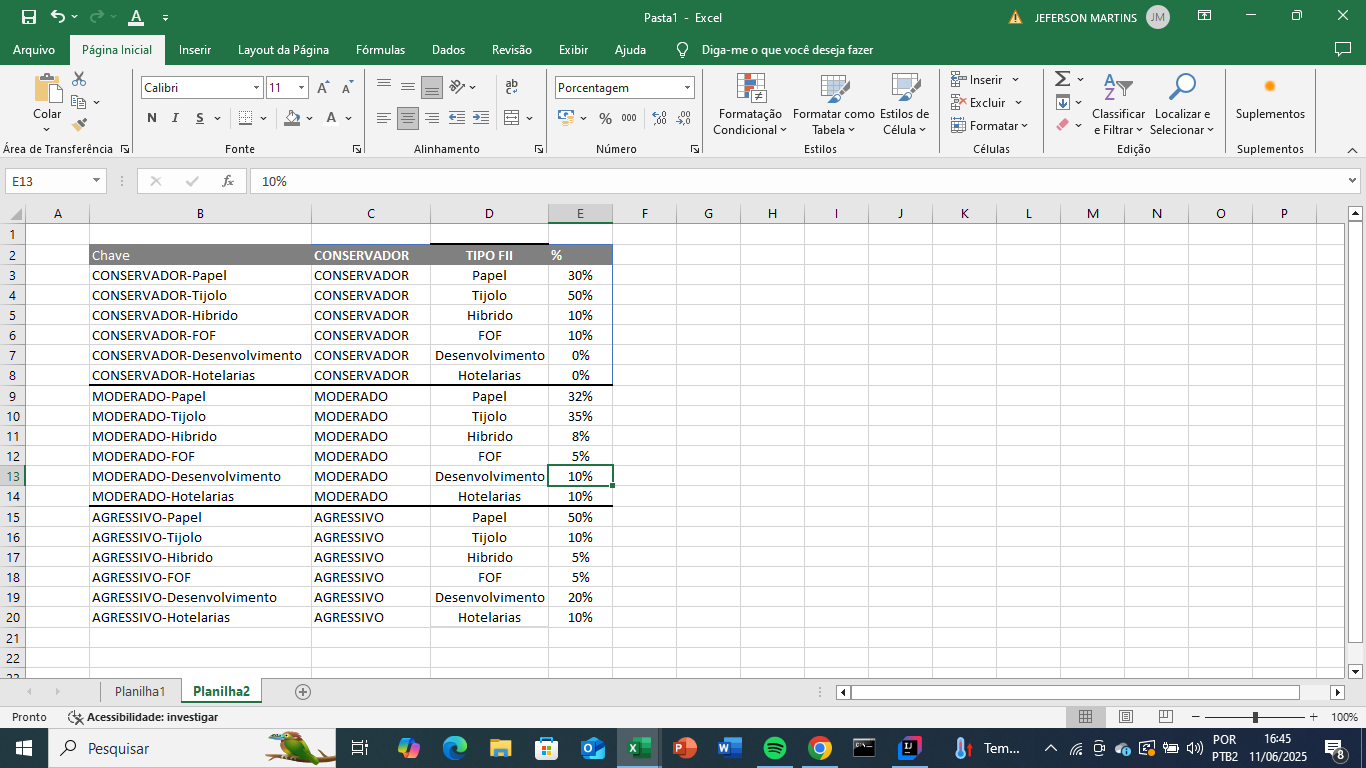 Pasta1 - Excel
JEFERSON MARTINS JM
Arquivo Página Inicial Inserir Layout da Página Fórmulas Dados Revisão Exibir Ajuda Diga-me o que você deseja fazer
Colar
Área de Transferência
Calibri 11
N I S
Fonte
ab
Alinhamento
Porcentagem
% 000
Número
Formatação Condicional
Formatar como Tabela
Estilos de Célula
Estilos
Inserir
Excluir
Formatar
Células
Classificar e Filtrar
Localizar e Selecionar
Edição
Suplementos
Suplementos
E13 fx 10%
A B C D E F G H I J K L M N O P
1
2 Chave CONSERVADOR TIPO FII %
3 CONSERVADOR-Papel CONSERVADOR Papel 30%
4 CONSERVADOR-Tijolo CONSERVADOR Tijolo 50%
5 CONSERVADOR-Hibrido CONSERVADOR Hibrido 10%
6 CONSERVADOR-FOF CONSERVADOR FOF 10%
7 CONSERVADOR-Desenvolvimento CONSERVADOR Desenvolvimento 0%
8 CONSERVADOR-Hotelarias CONSERVADOR Hotelarias 0%
9 MODERADO-Papel MODERADO Papel 32%
10 MODERADO-Tijolo MODERADO Tijolo 35%
11 MODERADO-Hibrido MODERADO Hibrido 8%
12 MODERADO-FOF MODERADO FOF 5%
13 MODERADO-Desenvolvimento MODERADO Desenvolvimento 10%
14 MODERADO-Hotelarias MODERADO Hotelarias 10%
15 AGRESSIVO-Papel AGRESSIVO Papel 50%
16 AGRESSIVO-Tijolo AGRESSIVO Tijolo 10%
17 AGRESSIVO-Hibrido AGRESSIVO Hibrido 5%
18 AGRESSIVO-FOF AGRESSIVO FOF 5%
19 AGRESSIVO-Desenvolvimento AGRESSIVO Desenvolvimento 20%
20 AGRESSIVO-Hotelarias AGRESSIVO Hotelarias 10%
21
22
23
Planilha1 Planilha2
Pronto Acessibilidade: investigar 100%
Pesquisar
Tem...
POR
PTB2
16:45
11/06/2025
8